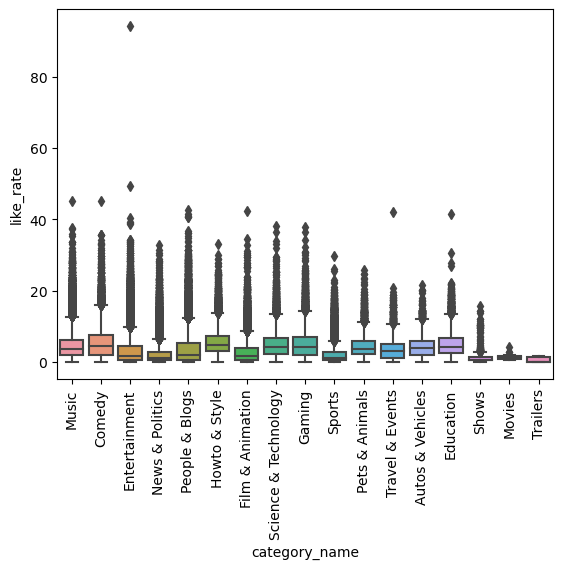 80
60
40
20
0
like_rate
Music
Comedy
Entertainment
News & Politics
People & Blogs
Howto & Style
Film & Animation
Science & Technology
Gaming
Sports
Pets & Animals
Travel & Events
Autos & Vehicles
Education
Shows
Movies
Trailers
category_name